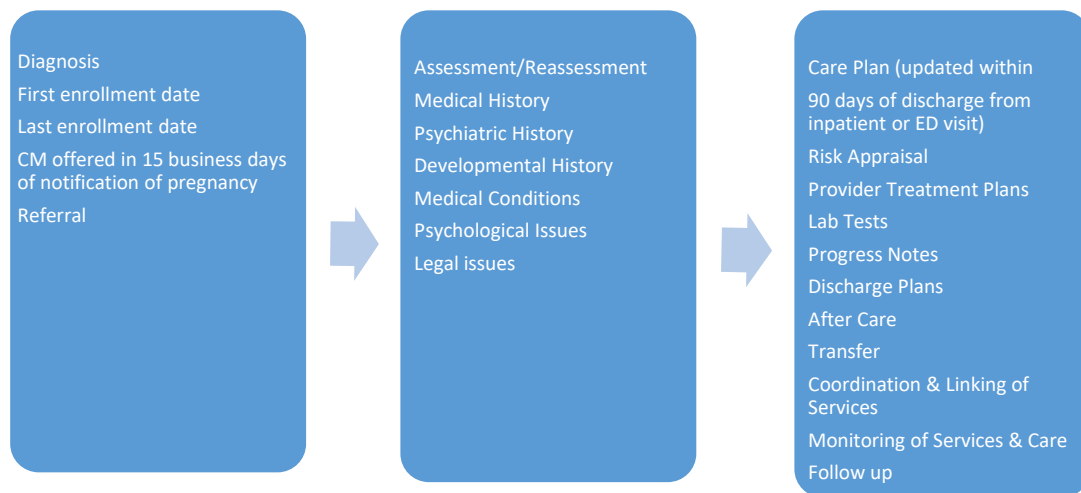 Diagnosis
First enrollment date
Last enrollment date
CM offered in 15 business days
of notification of pregnancy
Referral
Assessment/Reassessment
Medical History
Psychiatric History
Developmental History
Medical Conditions
Psychological Issues
Legal issues
Care Plan (updated within
90 days of discharge from
inpatient or ED visit)
Risk Appraisal
Provider Treatment Plans
Lab Tests
Progress Notes
Discharge Plans
After Care
Transfer
Coordination & Linking of
Services
Monitoring of Services & Care
Follow up